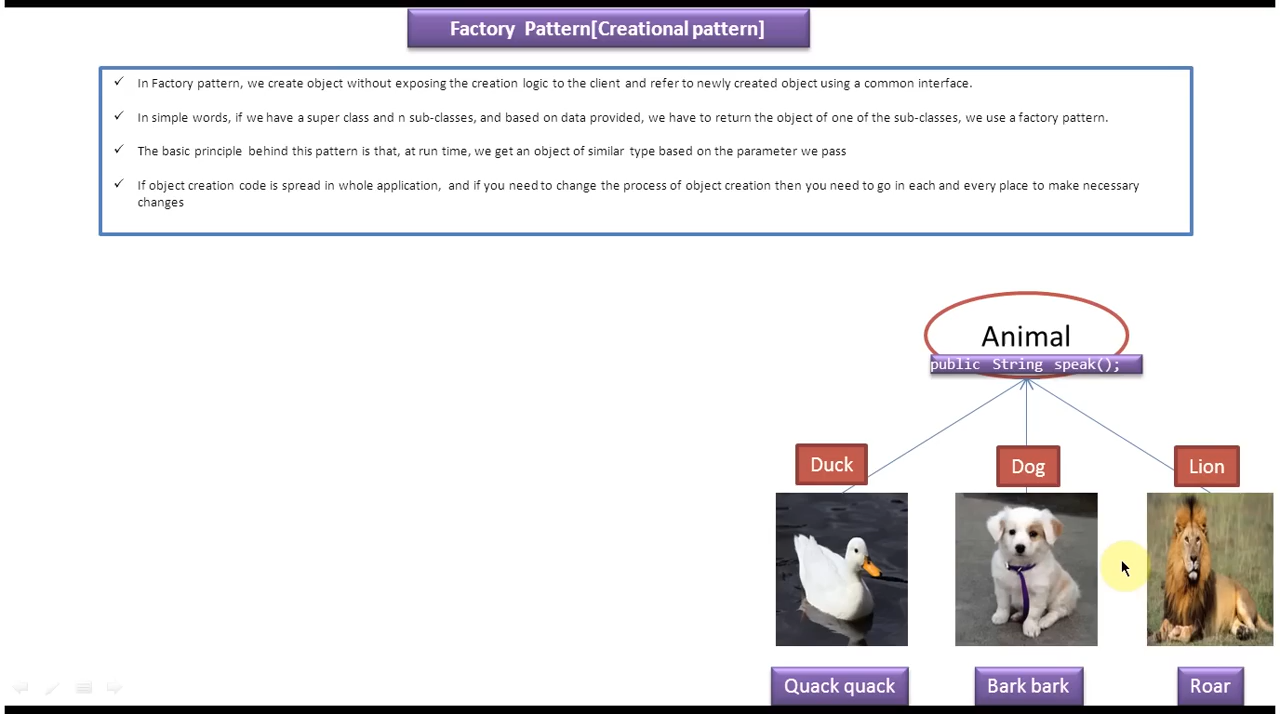 Factory Pattern[Creational pattern]
✓ In Factory pattern, we create object without exposing the creation logic to the client and refer to newly created object using a common interface.
✓ In simple words, if we have a super class and n sub-classes, and based on data provided, we have to return the object of one of the sub-classes, we use a factory pattern.
✓ The basic principle behind this pattern is that, at run time, we get an object of similar type based on the parameter we pass
✓ If object creation code is spread in whole application, and if you need to change the process of object creation then you need to go in each and every place to make necessary
changes
Animal
public String speak();
Duck
Dog
Lion
Quack quack
Bark bark
Roar